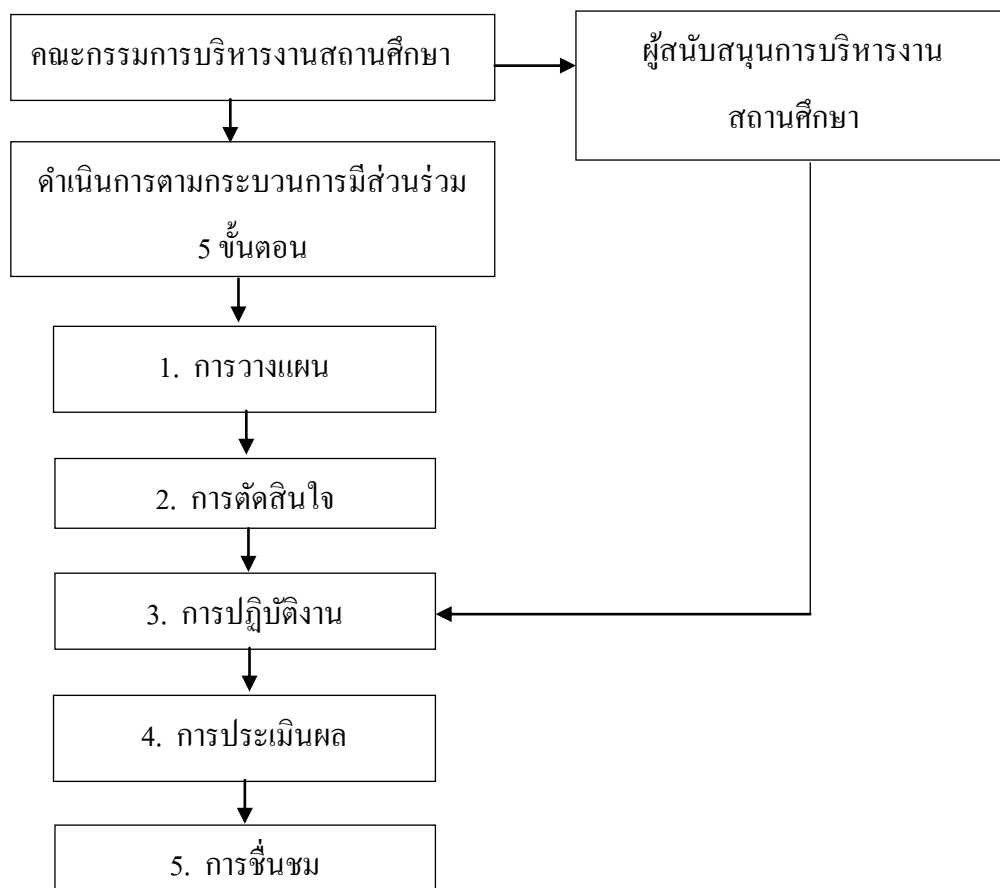 คณะกรรมการบริหารงานสถานศึกษา
ผู้สนับสนุนการบริหารงาน
สถานศึกษา
ดำเนินการตามกระบวนการมีส่วนร่วม
5 ขั้นตอน
1. การวางแผน
2. การตัดสินใจ
3. การปฏิบัติงาน
4. การประเมินผล
5. การชื่นชม